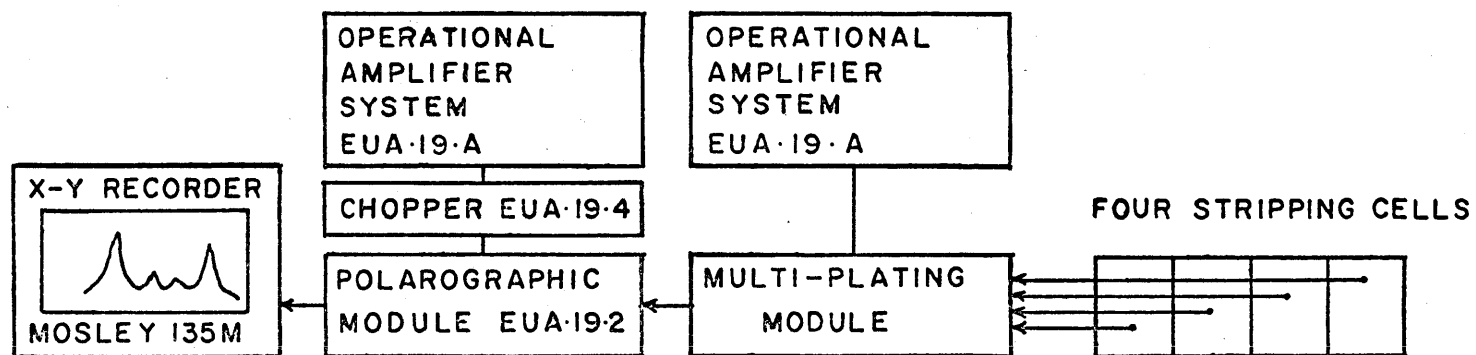 OPERATIONAL
AMPLIFIER
SYSTEM
EUA·19·A
OPERATIONAL
AMPLIFIER
SYSTEM
EUA·19·A
X-Y RECORDER
MOSLEY 135M
CHOPPER EUA·19·4
POLAROGRAPHIC
MODULE EUA·19·2
MULTI-PLATING
MODULE
FOUR STRIPPING CELLS